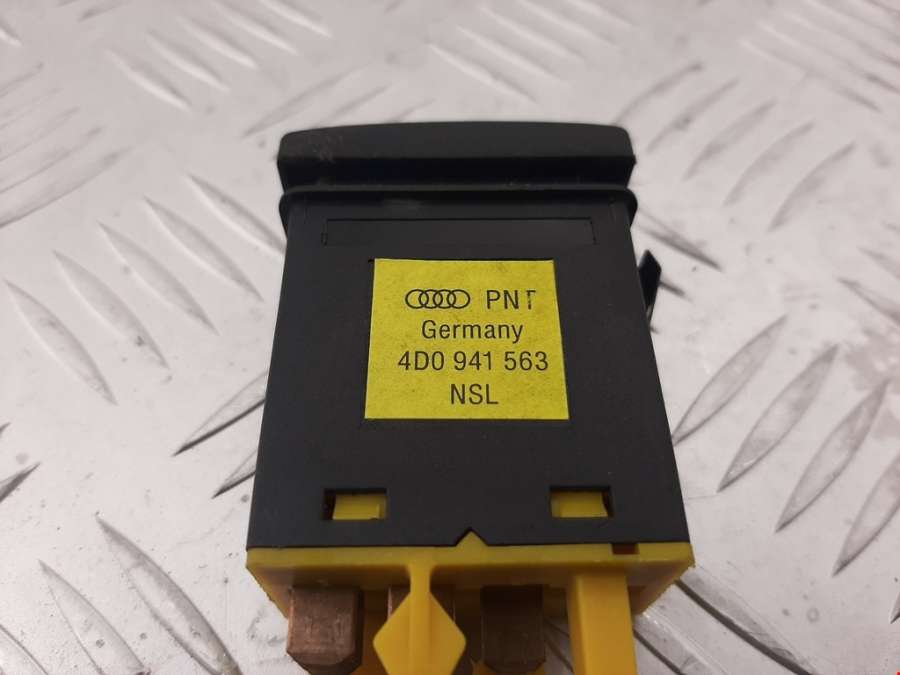 PNT
Germany
4D0 941 563
NSL